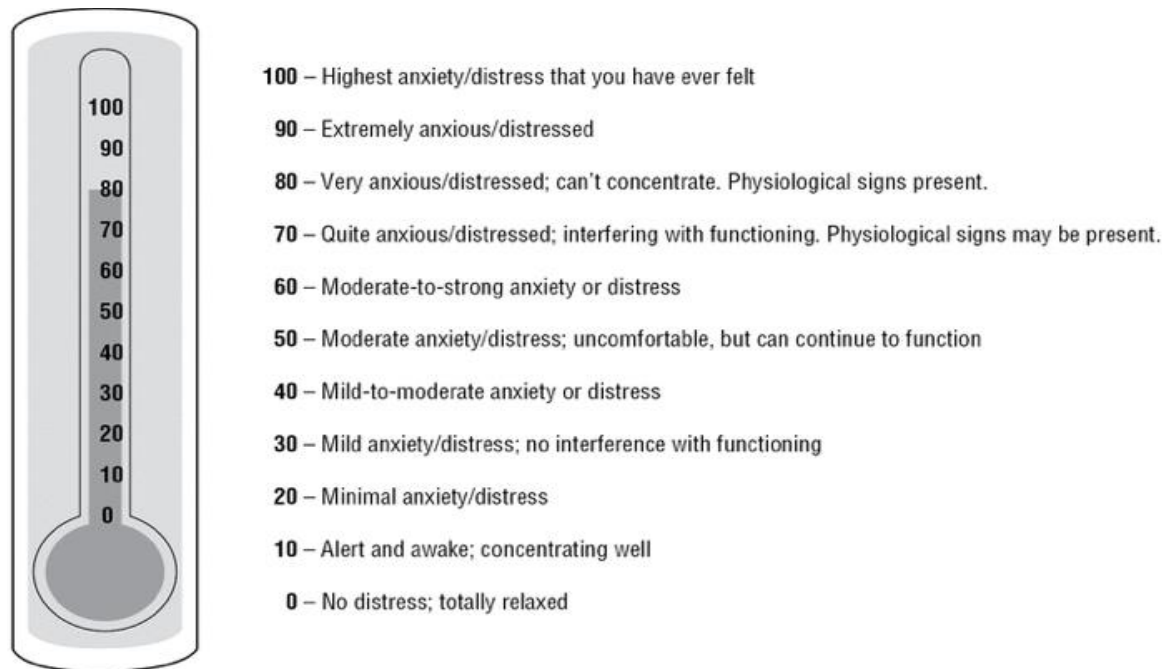 100
90
80
70
60
50
40
30
20
10
0
100 – Highest anxiety/distress that you have ever felt
90 – Extremely anxious/distressed
80 – Very anxious/distressed; can't concentrate. Physiological signs present.
70 – Quite anxious/distressed; interfering with functioning. Physiological signs may be present.
60 – Moderate-to-strong anxiety or distress
50 – Moderate anxiety/distress; uncomfortable, but can continue to function
40 – Mild-to-moderate anxiety or distress
30 – Mild anxiety/distress; no interference with functioning
20 – Minimal anxiety/distress
10 – Alert and awake; concentrating well
0 – No distress; totally relaxed